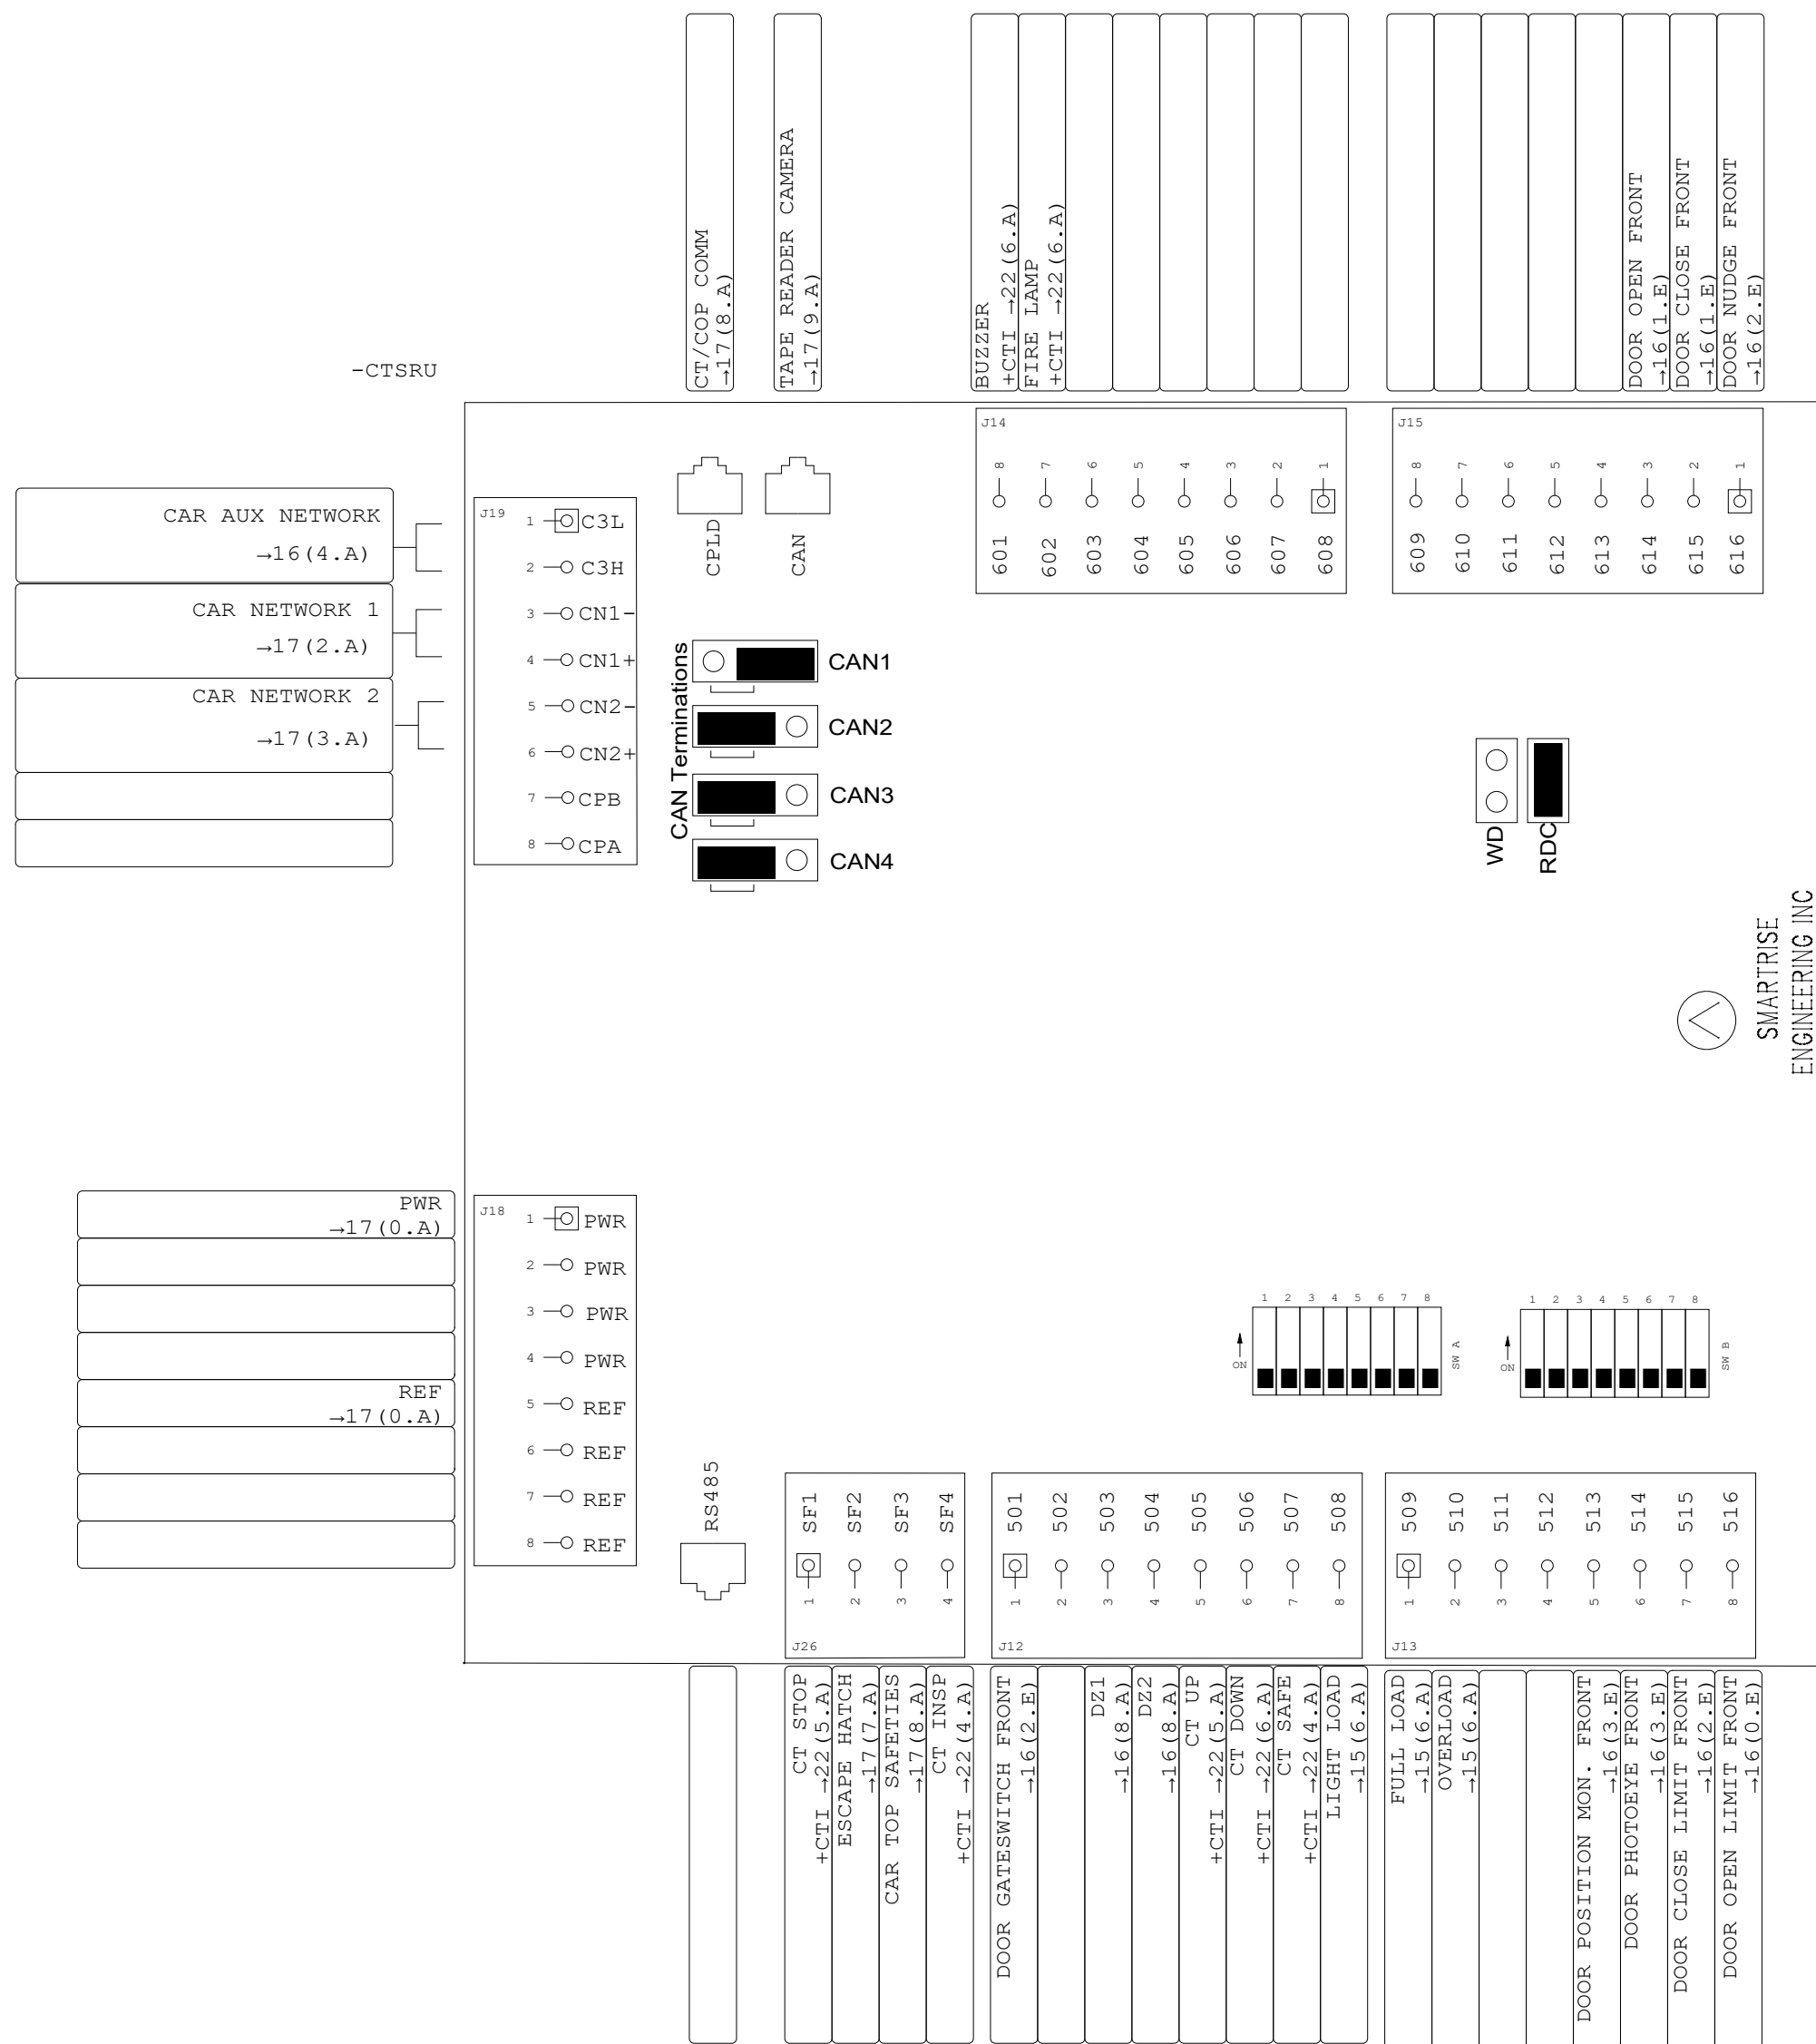 CT/COP COMM
→17(8.A)
TAPE READER CAMERA
→17(9.A)
BUZZER
+CTI →22(6.A)
FIRE LAMP
+CTI →22(6.A)
DOOR OPEN FRONT
→16(1.E)
DOOR CLOSE FRONT
→16(1.E)
DOOR NUDGE FRONT
→16(2.E)
-CTSRU
CAR AUX NETWORK
→16(4.A)
CAR NETWORK 1
→17(2.A)
CAR NETWORK 2
→17(3.A)
J19
1 C3L
2 C3H
3 CN1-
4 CN1+
5 CN2-
6 CN2+
7 CPB
8 CPA
CPLD
CAN
CAN Terminations
CAN1
CAN2
CAN3
CAN4
J14
8 7 6 5 4 3 2 1
601 602 603 604 605 606 607 608
J15
8 7 6 5 4 3 2 1
609 610 611 612 613 614 615 616
WD
RDC
SMARTRISE
ENGINEERING INC
PWR
→17(0.A)
REF
→17(0.A)
J18
1 PWR
2 PWR
3 PWR
4 PWR
5 REF
6 REF
7 REF
8 REF
RS485
1 2 3 4 5 6 7 8
ON
SW A
1 2 3 4 5 6 7 8
ON
SW B
SF1 SF2 SF3 SF4
1 2 3 4
J26
501 502 503 504 505 506 507 508
1 2 3 4 5 6 7 8
J12
509 510 511 512 513 514 515 516
1 2 3 4 5 6 7 8
J13
CT STOP
+CTI →22(5.A)
ESCAPE HATCH
→17(7.A)
CAR TOP SAFETIES
→17(8.A)
CT INSP
+CTI →22(4.A)
DOOR GATESWITCH FRONT
→16(2.E)
DZ1
→16(8.A)
DZ2
→16(8.A)
CT UP
+CTI →22(5.A)
CT DOWN
+CTI →22(6.A)
CT SAFE
+CTI →22(4.A)
LIGHT LOAD
→15(6.A)
FULL LOAD
→15(6.A)
OVERLOAD
→15(6.A)
DOOR POSITION MON. FRONT
→16(3.E)
DOOR PHOTOEYE FRONT
→16(3.E)
DOOR CLOSE LIMIT FRONT
→16(2.E)
DOOR OPEN LIMIT FRONT
→16(0.E)